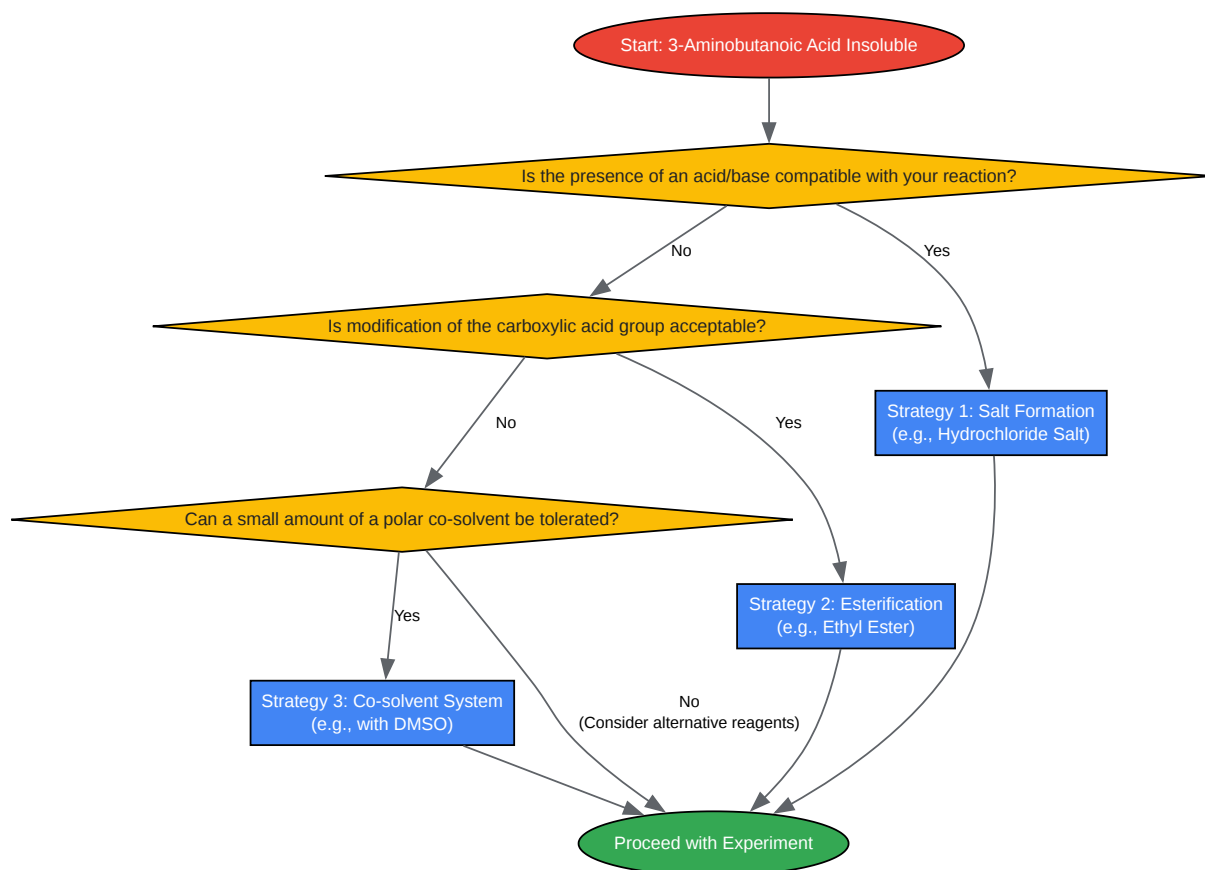 Start: 3-Aminobutanoic Acid Insoluble
Is the presence of an acid/base compatible with your reaction?
No
Yes
Is modification of the carboxylic acid group acceptable?
Strategy 1: Salt Formation
(e.g., Hydrochloride Salt)
No
Yes
Can a small amount of a polar co-solvent be tolerated?
Strategy 2: Esterification
(e.g., Ethyl Ester)
Yes
Strategy 3: Co-solvent System
(e.g., with DMSO)
No
(Consider alternative reagents)
Proceed with Experiment